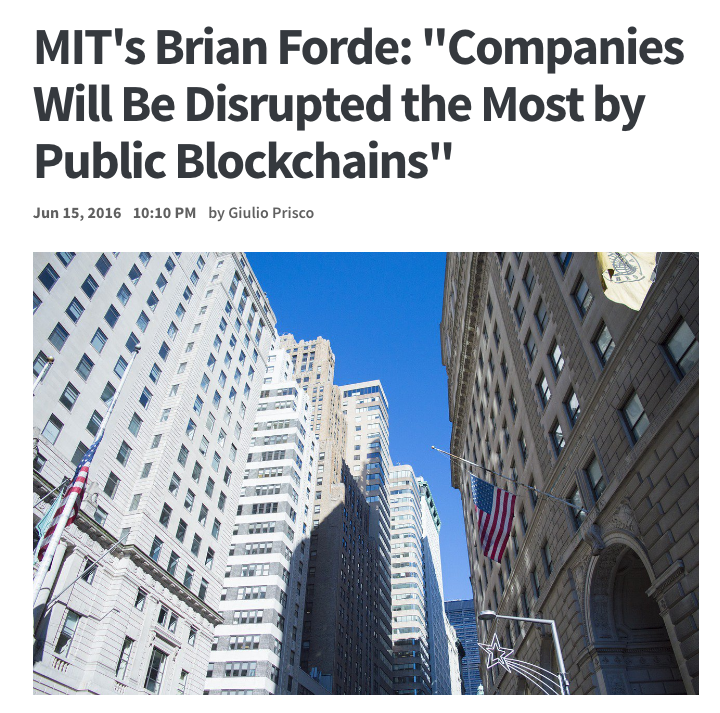 MIT's Brian Forde: "Companies
Will Be Disrupted the Most by
Public Blockchains"
Jun 15, 2016 10:10 PM by Giulio Prisco